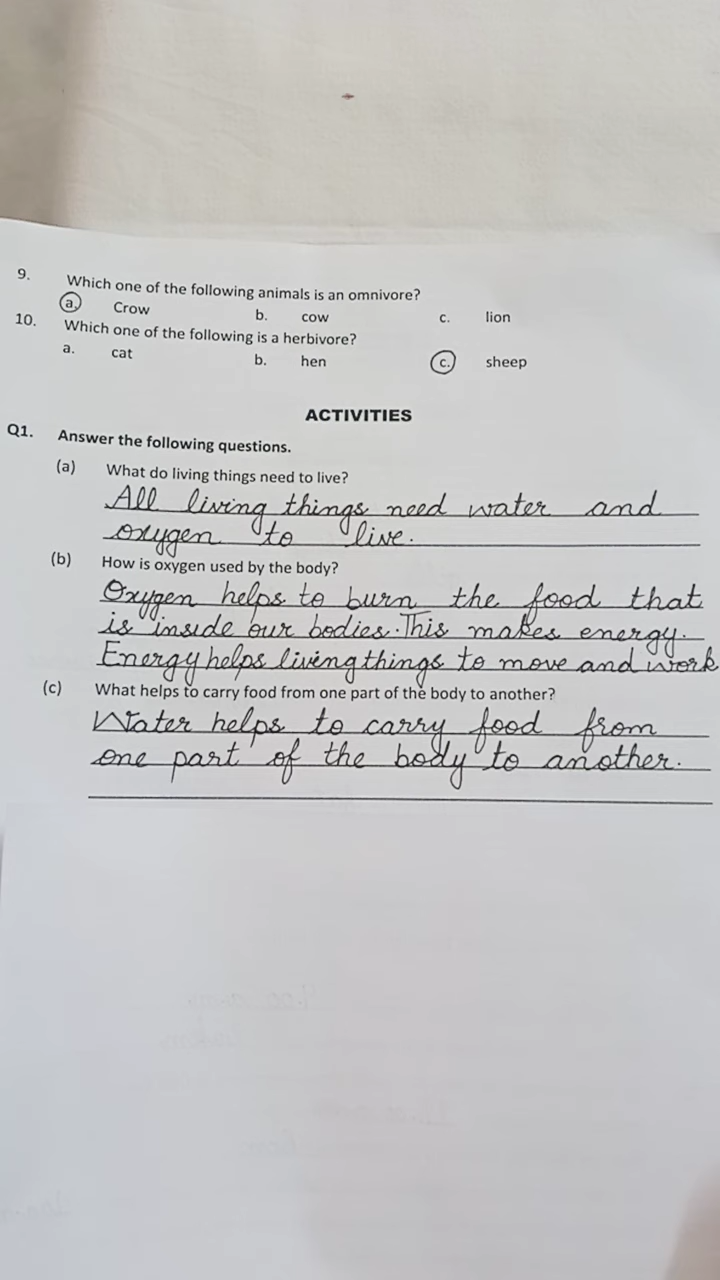 9. Which one of the following animals is an omnivore?
a. Crow b. cow c. lion
10. Which one of the following is a herbivore?
a. cat b. hen c. sheep
ACTIVITIES
Q1. Answer the following questions.
(a) What do living things need to live?
All living things need water and
oxygen to live.
(b) How is oxygen used by the body?
Oxygen helps to burn the food that
is inside our bodies. This makes energy.
Energy helps living things to move and work
(c) What helps to carry food from one part of the body to another?
Water helps to carry food from
one part of the body to another.